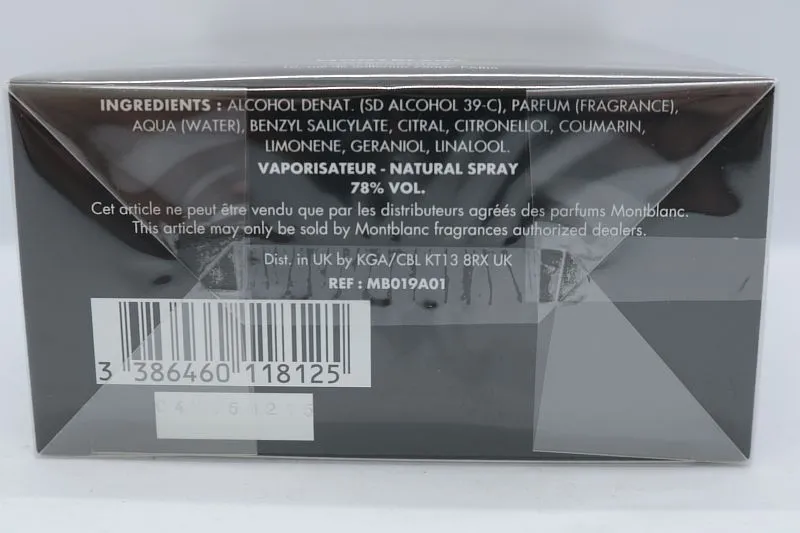 INGREDIENTS : ALCOHOL DENAT. (SD ALCOHOL 39-C), PARFUM (FRAGRANCE),
AQUA (WATER), BENZYL SALICYLATE, CITRAL, CITRONELLOL, COUMARIN,
LIMONENE, GERANIOL, LINALOOL.
VAPORISATEUR - NATURAL SPRAY
78% VOL.
Cet article ne peut être vendu que par les distributeurs agréés des parfums Montblanc.
This article may only be sold by Montblanc fragrances authorized dealers.
Dist. in UK by KGA/CBL KT13 8RX UK
REF : MB019A01
3 386460 118125